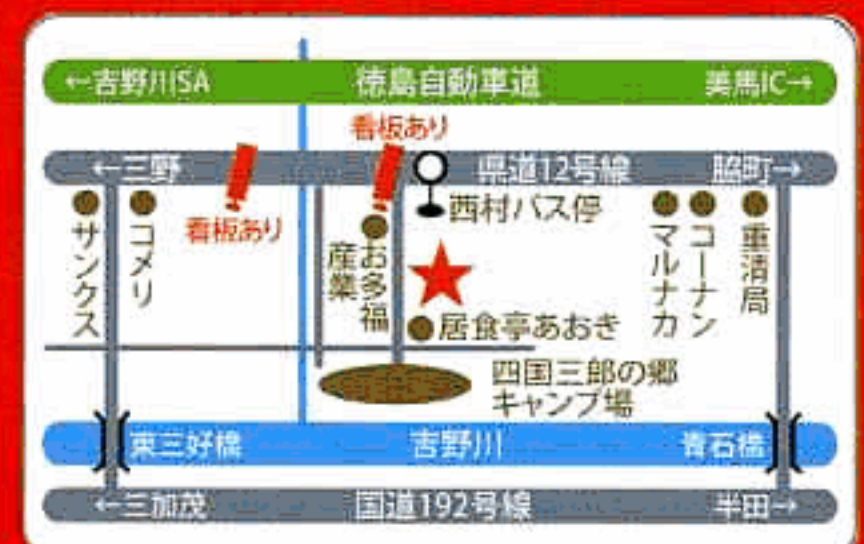 ←吉野川SA 徳島自動車道 美馬IC→
看板あり
←三野 県道12号線 脇町→
看板あり
西村バス停
サンクス
コメリ
お多福
産業
マルナカ
コーナン
重清局
居食亭あおき
四国三郎の郷
キャンプ場
東三好橋 吉野川 青石橋
←三加茂 国道192号線 半田→